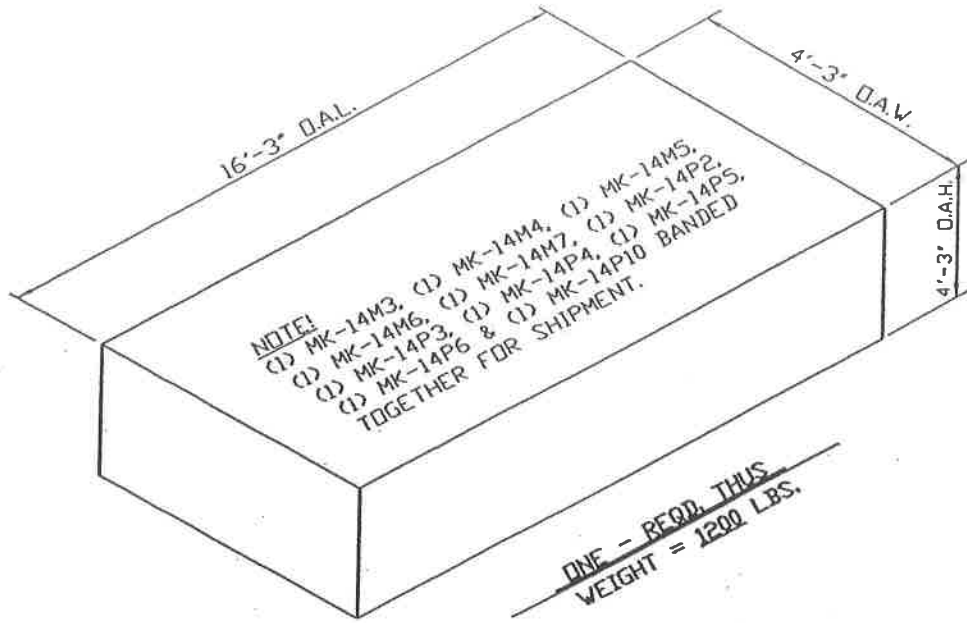 16'-3" O.A.L.
4'-3" O.A.W.
4'-3" O.A.H.
NOTE!
(1) MK-14M3, (1) MK-14M4, (1) MK-14M5,
(1) MK-14M6, (1) MK-14M7, (1) MK-14P2,
(1) MK-14P3, (1) MK-14P4, (1) MK-14P5,
(1) MK-14P6 & (1) MK-14P10 BANDED
TOGETHER FOR SHIPMENT.
ONE - REQD, THUS
WEIGHT = 1200 LBS.